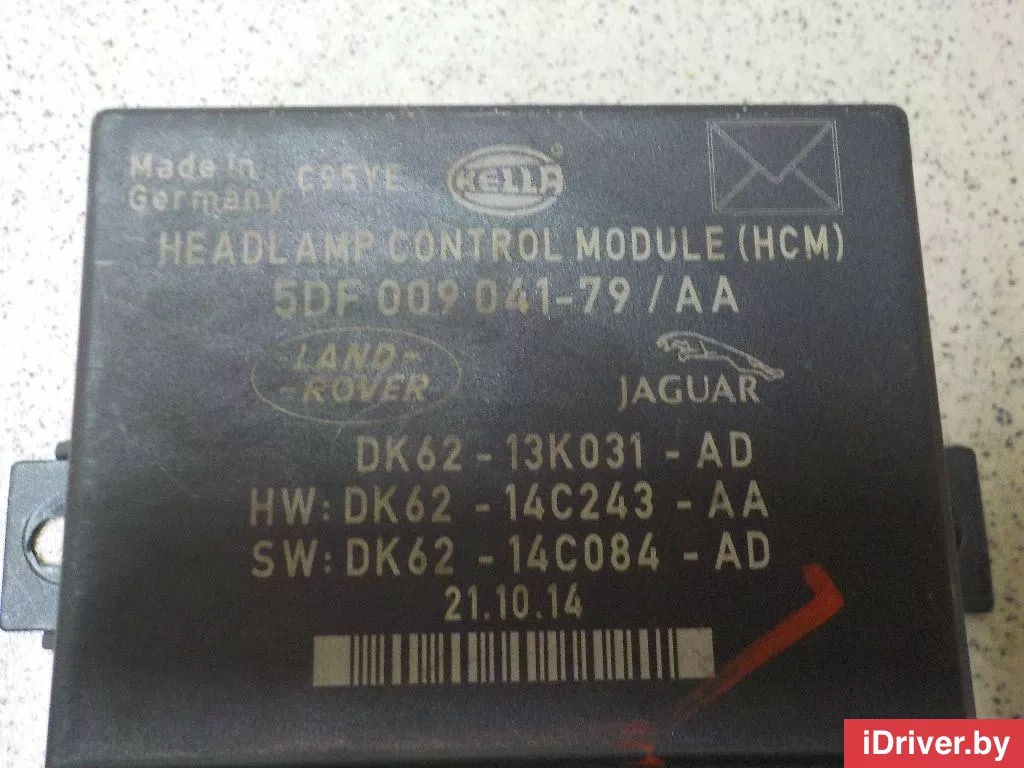 Made in
Germany C95YE HELLA ®
HEADLAMP CONTROL MODULE (HCM)
5DF 009 041-79 / AA
LAND-
-ROVER
JAGUAR
DK62 - 13K031 - AD
HW: DK62 - 14C243 - AA
SW: DK62 - 14C084 - AD
21.10.14
iDriver.by